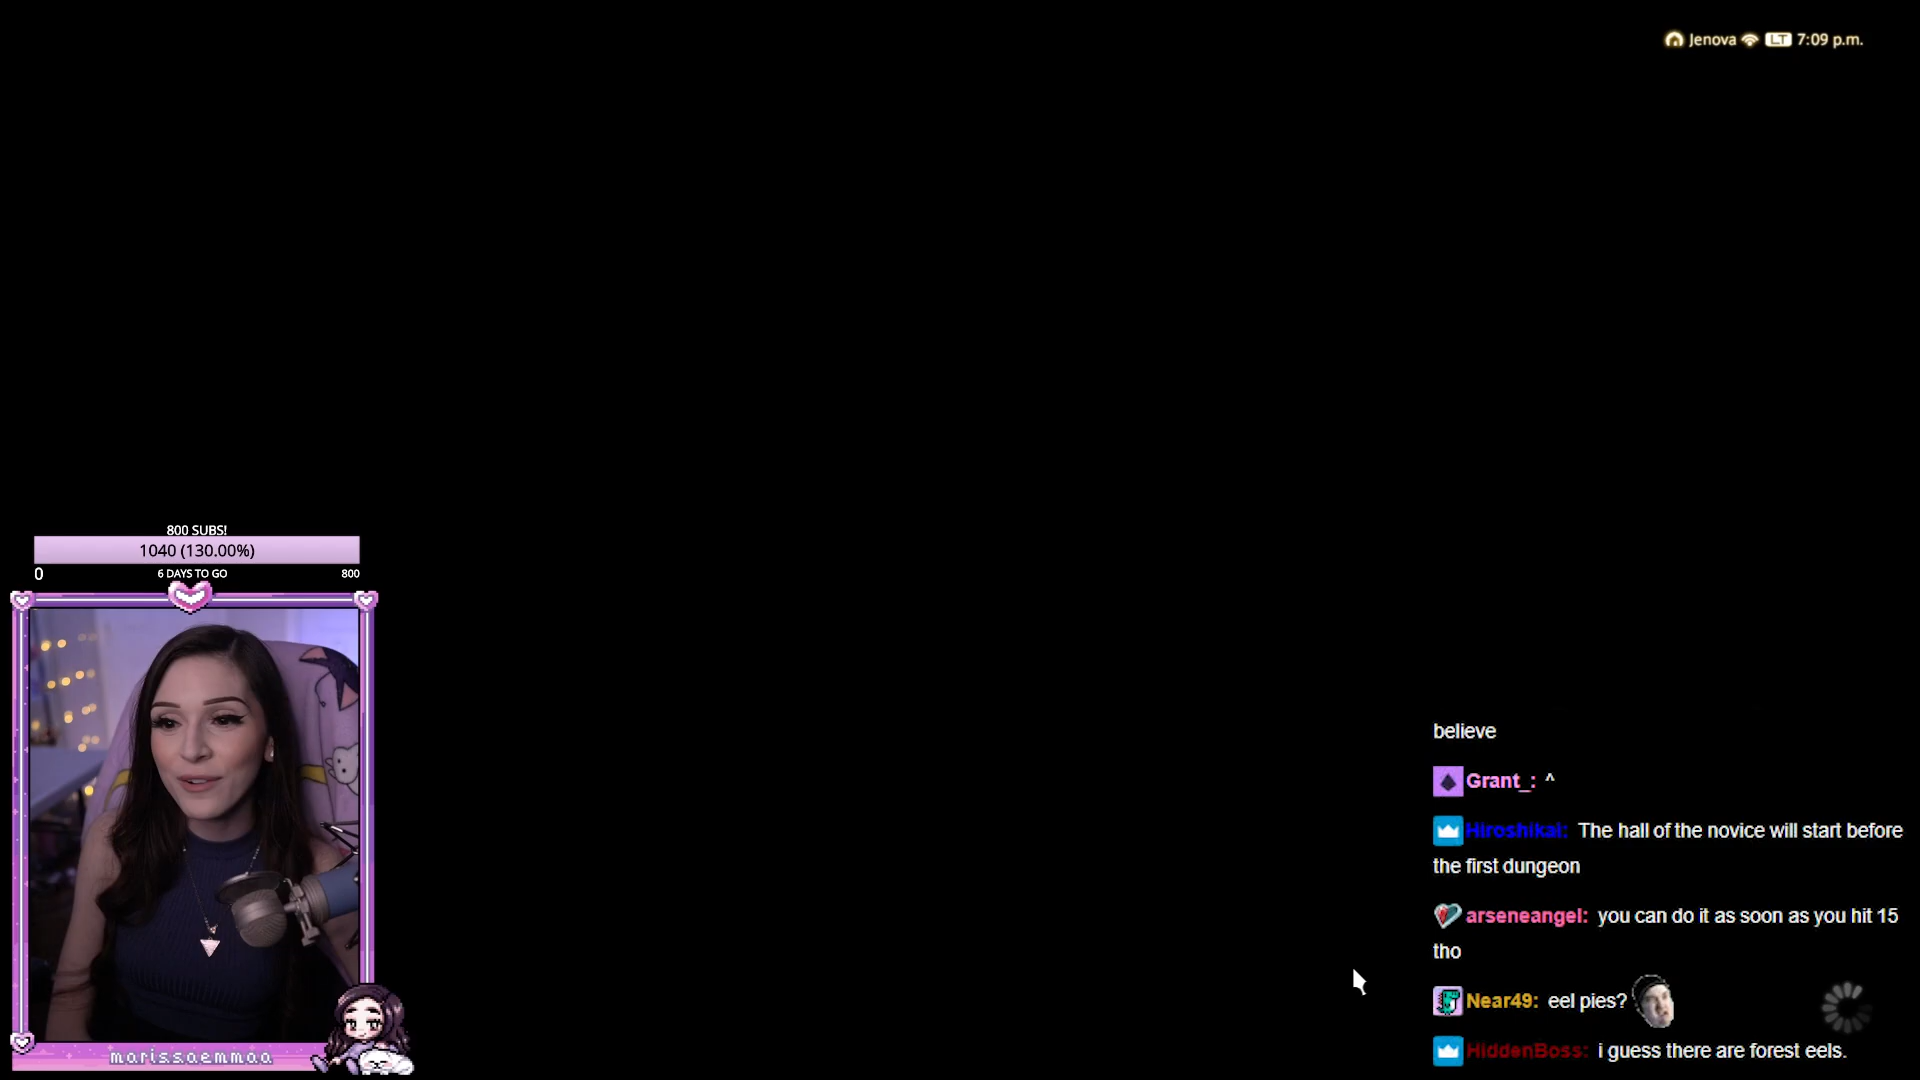 Jenova LT 7:09 p.m.
800 SUBS!
1040 (130.00%)
0 6 DAYS TO GO 800
marissaemmaa
believe
Grant_: ^
Hiroshikai: The hall of the novice will start before
the first dungeon
arseneangel: you can do it as soon as you hit 15
tho
Near49: eel pies?
HiddenBoss: i guess there are forest eels.